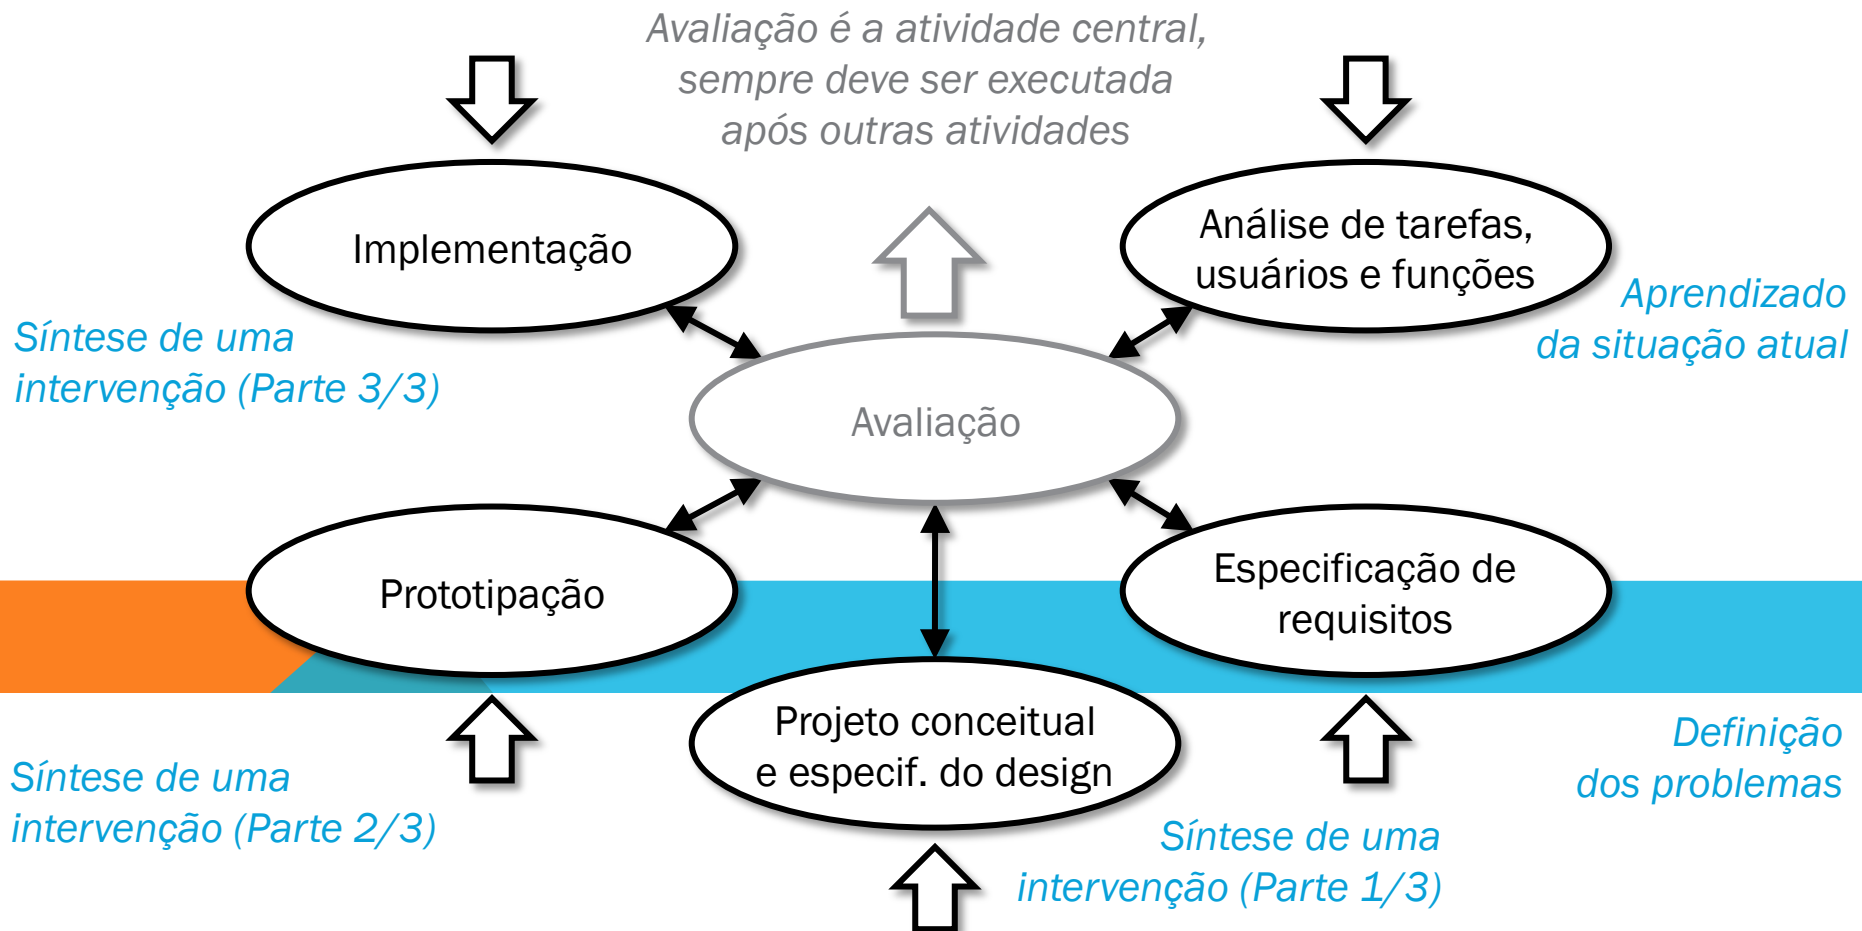 Avaliação é a atividade central,
sempre deve ser executada
após outras atividades
Implementação
Análise de tarefas,
usuários e funções
Síntese de uma
intervenção (Parte 3/3)
Aprendizado
da situação atual
Avaliação
Prototipação
Especificação de
requisitos
Projeto conceitual
e especif. do design
Síntese de uma
intervenção (Parte 2/3)
Definição
dos problemas
Síntese de uma
intervenção (Parte 1/3)